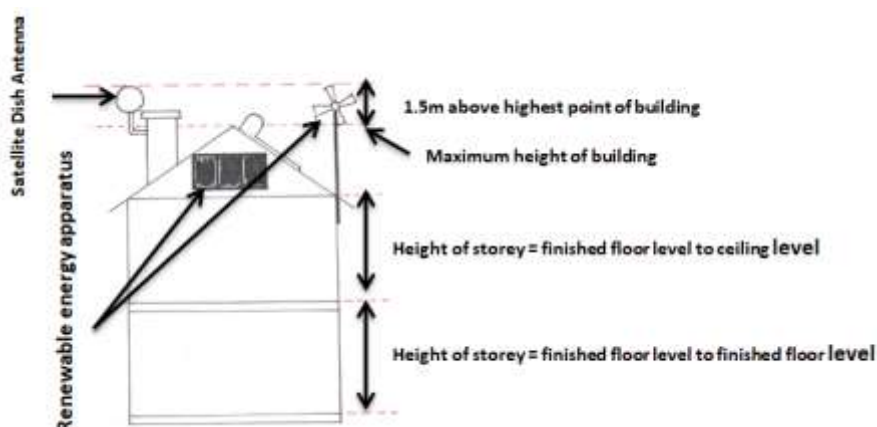 Satellite Dish Antenna
1.5m above highest point of building
Maximum height of building
Renewable energy apparatus
Height of storey = finished floor level to ceiling level
Height of storey = finished floor level to finished floor level